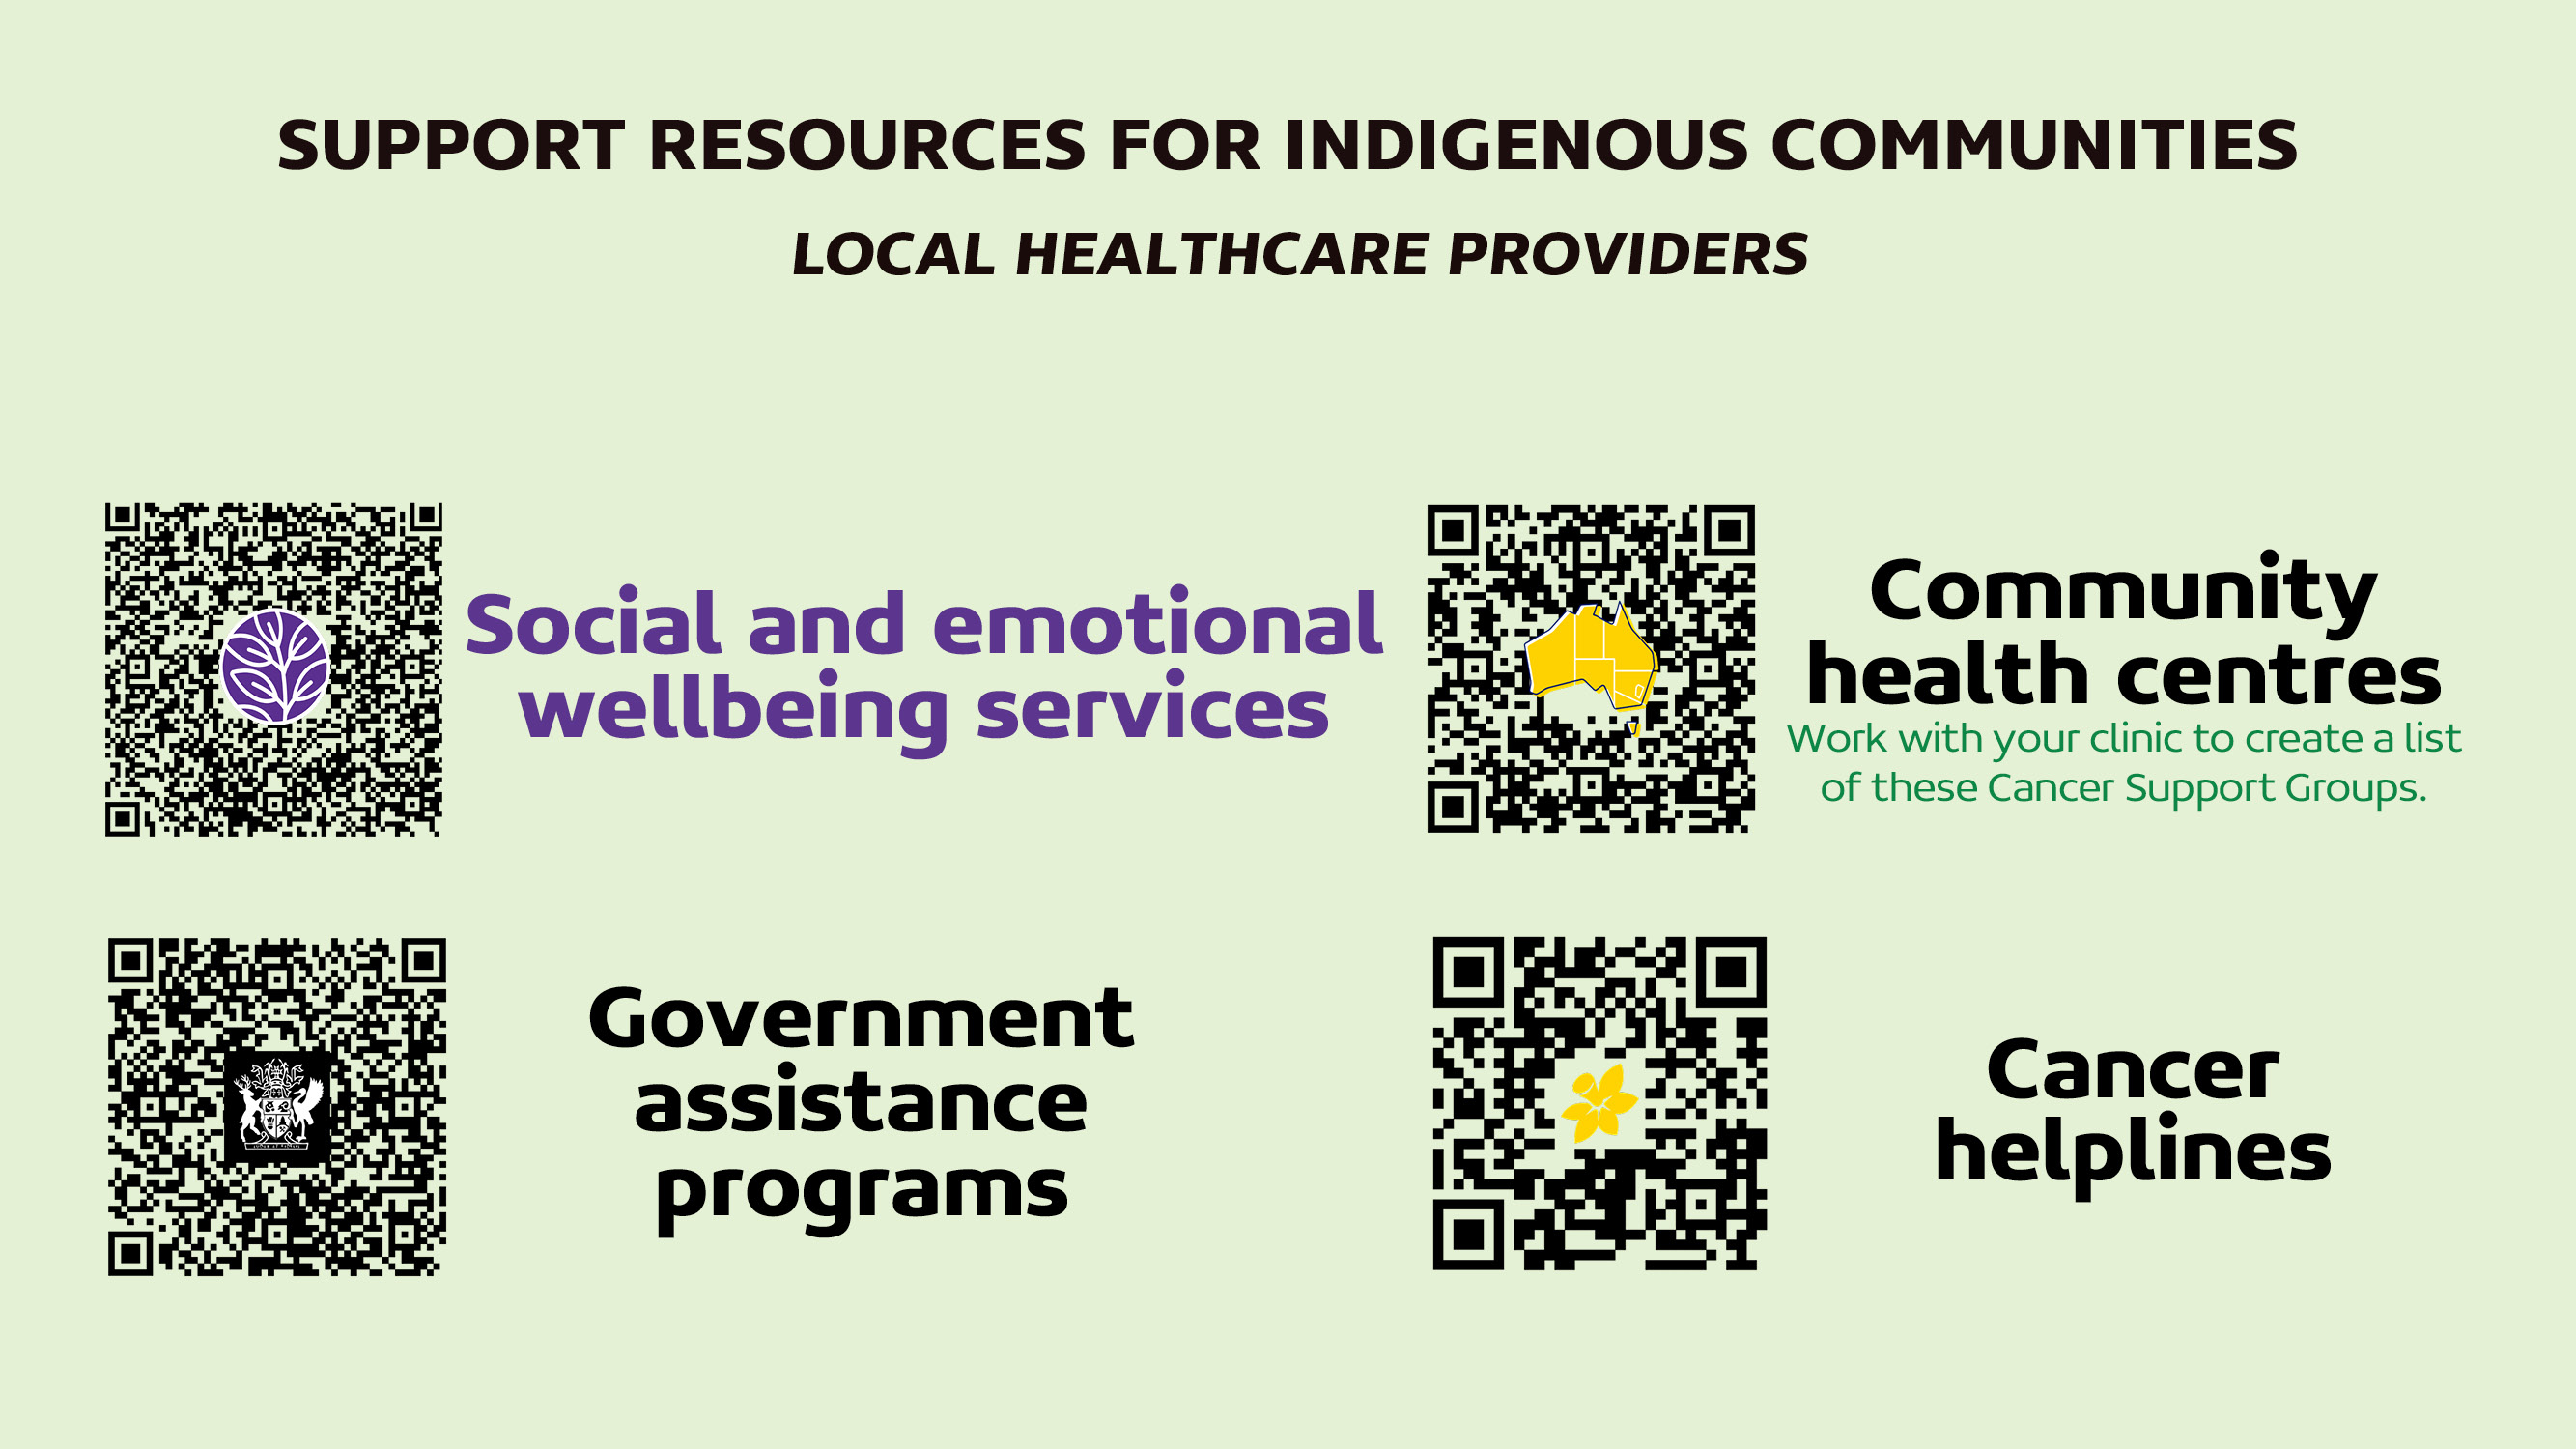 SUPPORT RESOURCES FOR INDIGENOUS COMMUNITIES
LOCAL HEALTHCARE PROVIDERS
Social and emotional
wellbeing services
Community
health centres
Work with your clinic to create a list
of these Cancer Support Groups.
Government
assistance
programs
Cancer
helplines